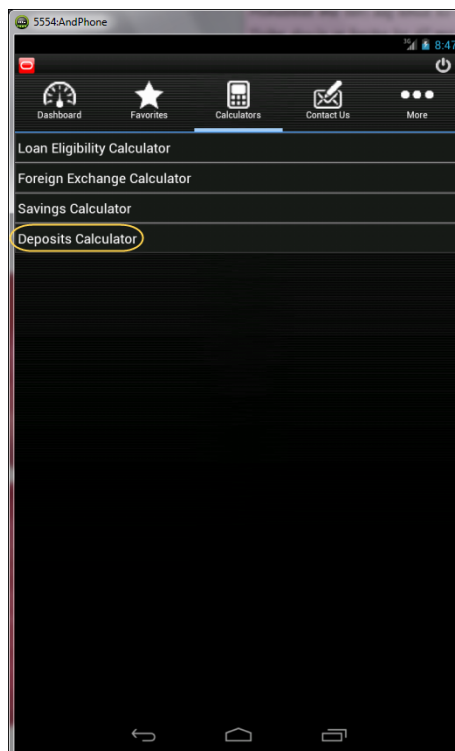 5554:AndPhone
3G 8:47
Dashboard Favorites Calculators Contact Us More
Loan Eligibility Calculator
Foreign Exchange Calculator
Savings Calculator
Deposits Calculator